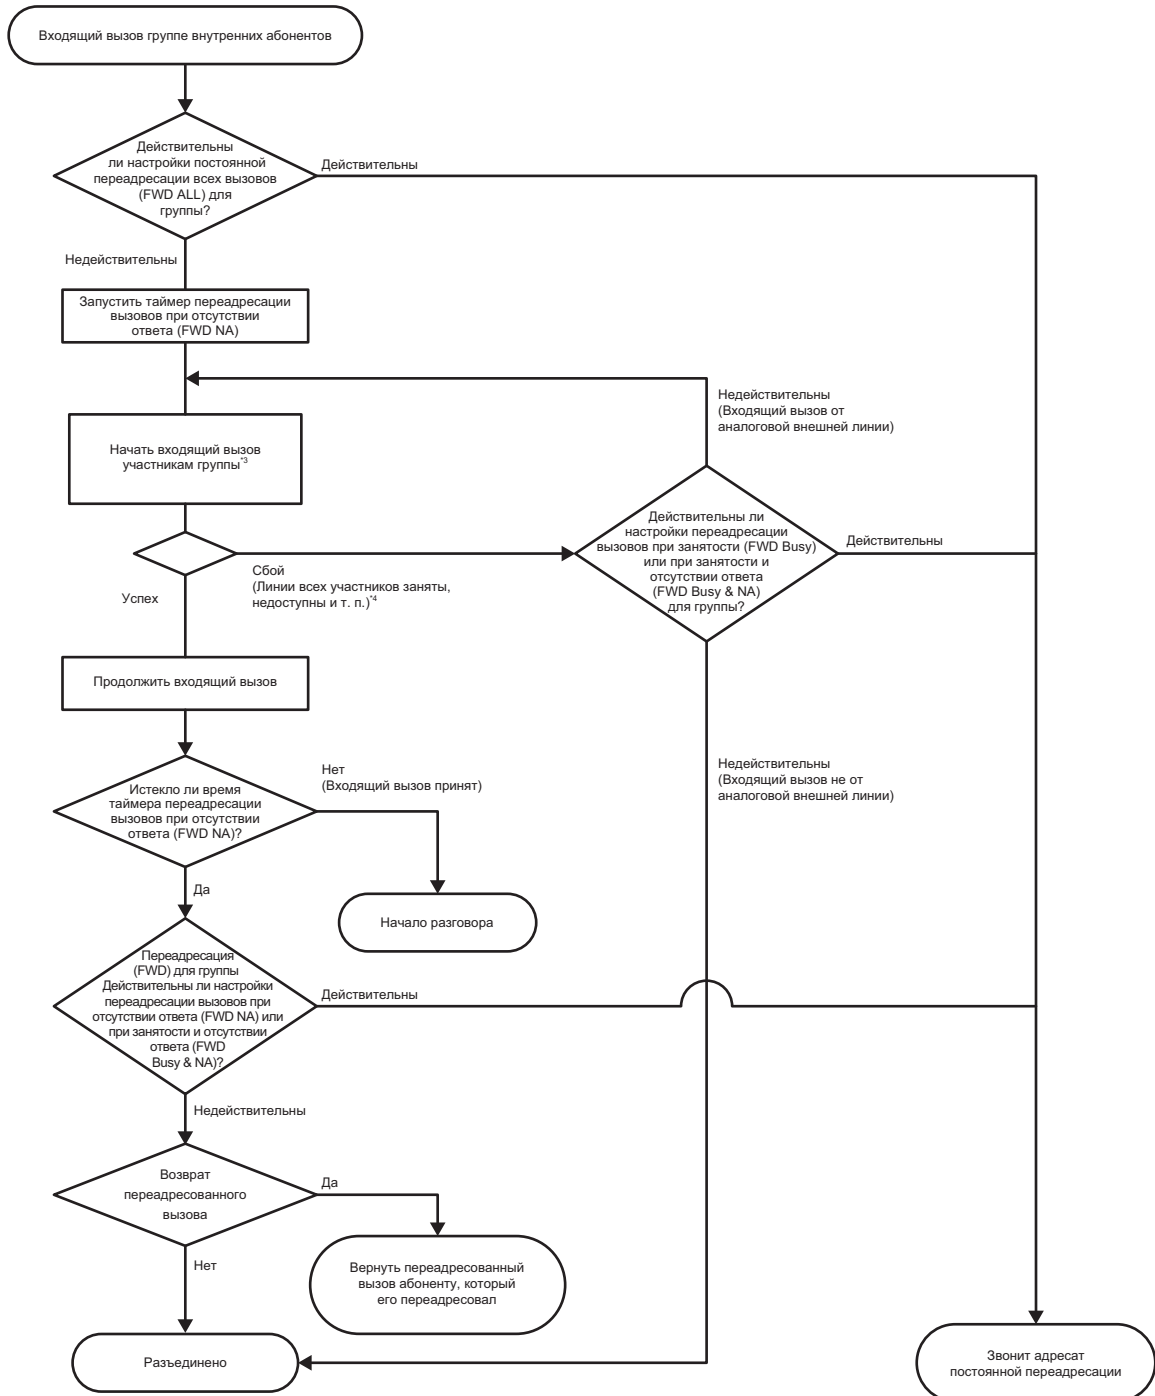 Входящий вызов группе внутренних абонентов
Действительны
ли настройки постоянной
переадресации всех вызовов
(FWD ALL) для
группы?
Действительны
Недействительны
Запустить таймер переадресации
вызовов при отсутствии
ответа (FWD NA)
Недействительны
(Входящий вызов от
аналоговой внешней линии)
Начать входящий вызов
участникам группы*3
Действительны ли
настройки переадресации
вызовов при занятости (FWD Busy)
или при занятости и
отсутствии ответа
(FWD Busy & NA)
для группы?
Действительны
Сбой
(Линии всех участников заняты,
недоступны и т. п.)*4
Успех
Продолжить входящий вызов
Недействительны
(Входящий вызов не от
аналоговой внешней линии)
Нет
(Входящий вызов принят)
Истекло ли время
таймера переадресации
вызовов при отсутствии
ответа (FWD NA)?
Да
Начало разговора
Переадресация
(FWD) для группы
Действительны ли настройки
переадресации вызовов при
отсутствии ответа (FWD NA) или
при занятости и отсутствии
ответа (FWD
Busy & NA)?
Действительны
Недействительны
Возврат
переадресованного
вызова
Да
Нет
Вернуть переадресованный
вызов абоненту, который
его переадресовал
Разъединено
Звонит адресат
постоянной переадресации